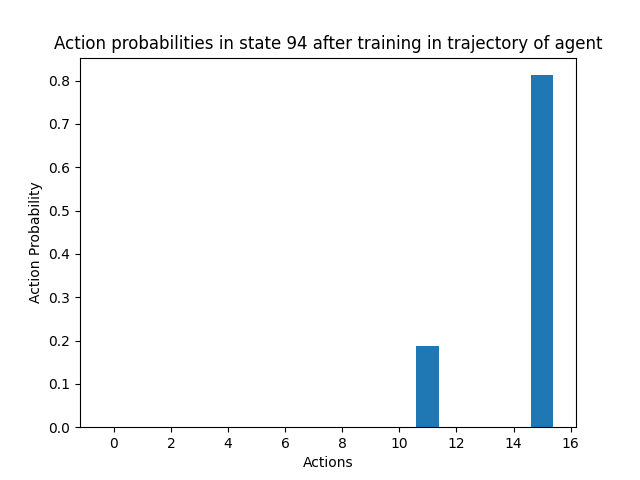 Action probabilities in state 94 after training in trajectory of agent
Action Probability
0.8
0.7
0.6
0.5
0.4
0.3
0.2
0.1
0.0
0 2 4 6 8 10 12 14 16
Actions